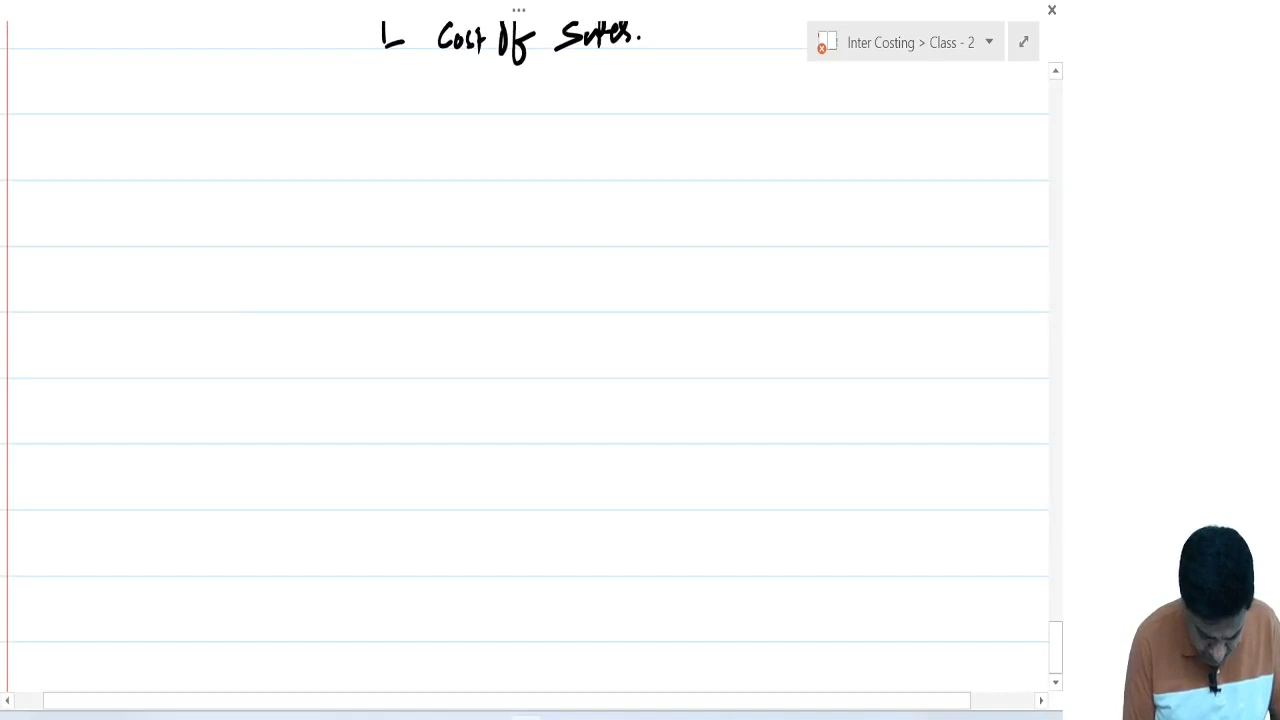 Cost Of Sales.
Inter Costing > Class - 2